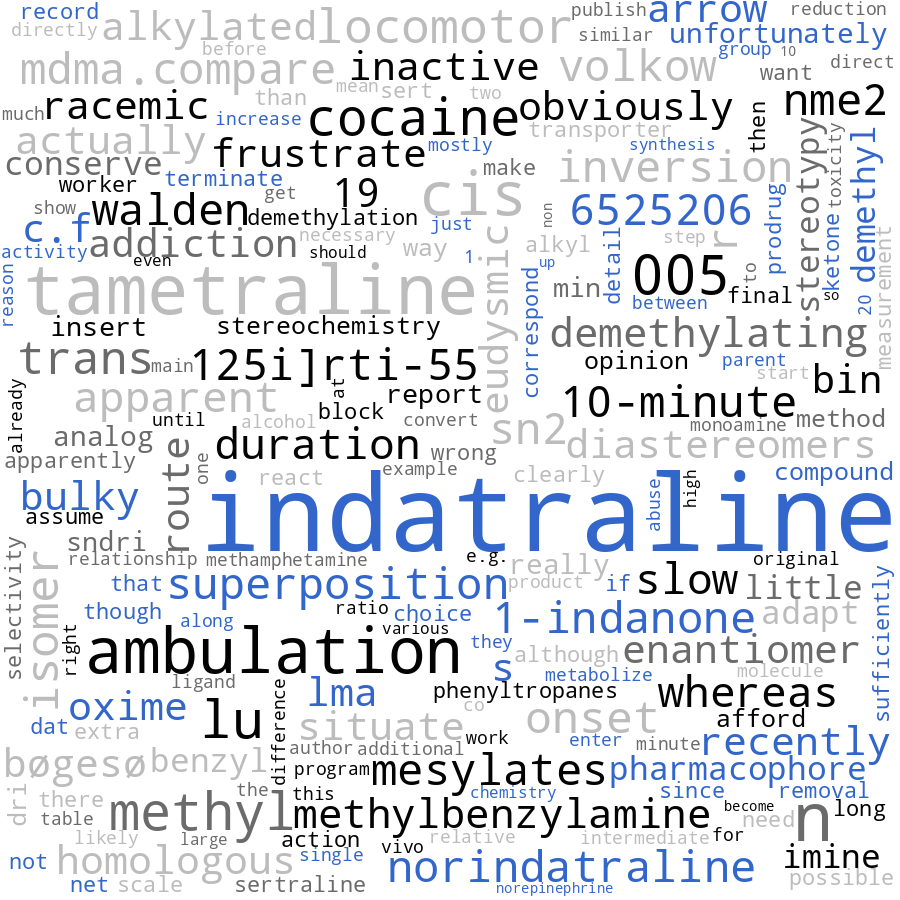 record
directly
alkylated
locomotor
publish
arrow
reduction
similar
unfortunately
before
group
10
mdma.compare
inactive
volkow
want
direct
mean
sert
two
much
racemic
than
increase
cocaine
obviously
then
nme2
transporter
actually
frustrate
mostly
synthesis
conserve
worker
terminate
get
19
make
inversion
stereotypy
toxicity
demethyl
cis
show
walden
demethylation
just
non
6525206
r
prodrug
c.f
addiction
necessary
way
alkyl
step
activity
even
should
1
up
detail
005
to
ketone
reason
tametraline
eudysmic
correspond
min
between
final
so
20
measurement
insert
stereochemistry
demethylating
trans
main
125i]rti-55
opinion
parent
start
bin
already
apparent
at
report
10-minute
until
alcohol
block
convert
sn2
monoamine
method
analog
route
one
duration
wrong
diastereomers
apparently
example
react
clearly
abuse
high
compound
bulky
assume
indatraline
selectivity
sndri
relationship
methamphetamine
e.g.
really
original
isomer
that
superposition
product
if
slow
little
sufficiently
though
along
ratio
choice
1-indanone
adapt
right
ambulation
various
they
although
enantiomer
s
metabolize
molecule
ligand
oxime
lu
difference
lma
phenyltropanes
co
whereas
dat
extra
situate
work
onset
afford
author
additional
enter
minute
recently
bøgesø
benzyl
program
mesylates
pharmacophore
dri
there
the
this
chemistry
since
removal
table
methyl
methylbenzylamine
become
need
n
long
likely
large
action
vivo
relative
intermediate
for
not
homologous
single
norindatraline
imine
net
scale
sertraline
norepinephrine
possible